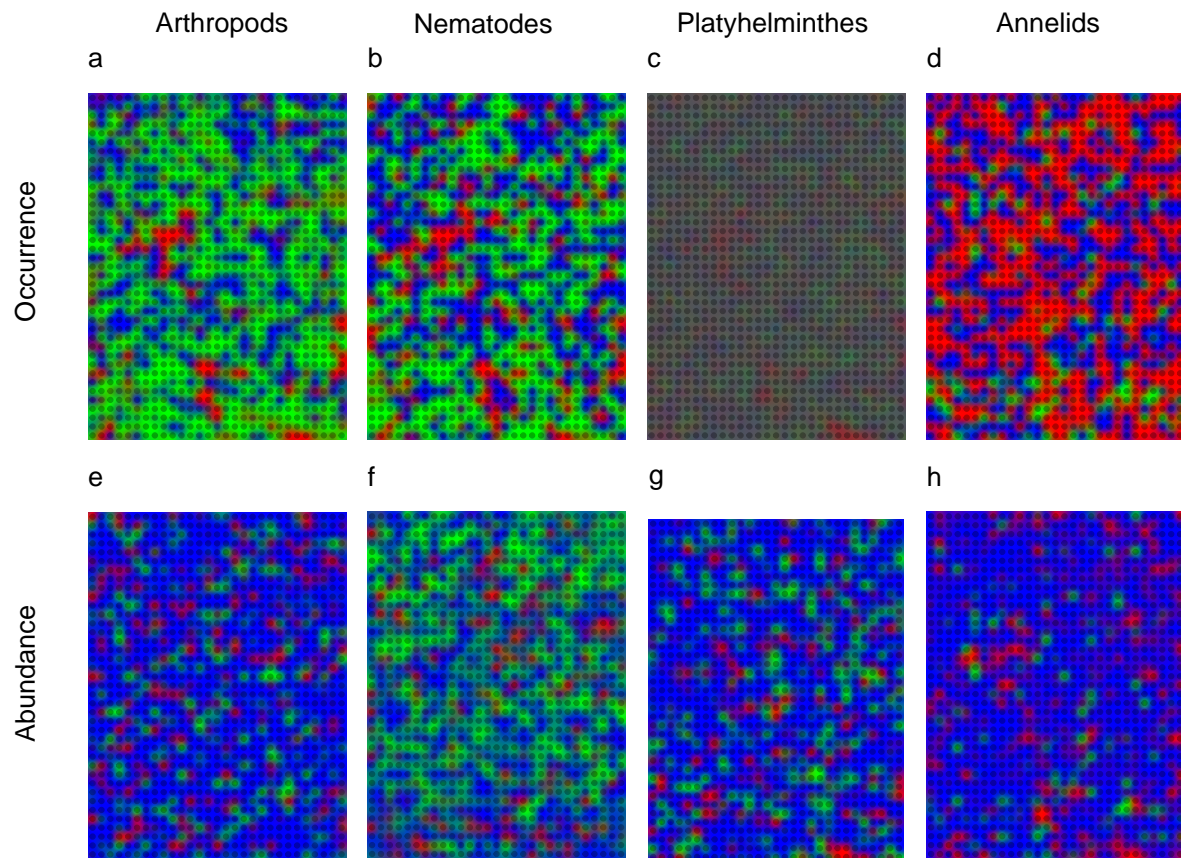 Arthropods Nematodes Platyhelminthes Annelids
a b c d
Occurrence
e f g h
Abundance